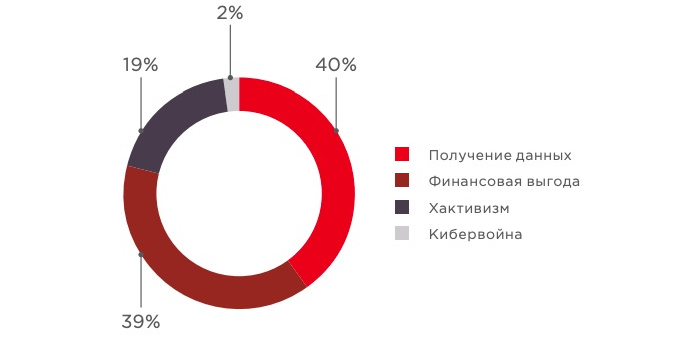 2%
19%
40%
Получение данных
Финансовая выгода
Хактивизм
Кибервойна
39%